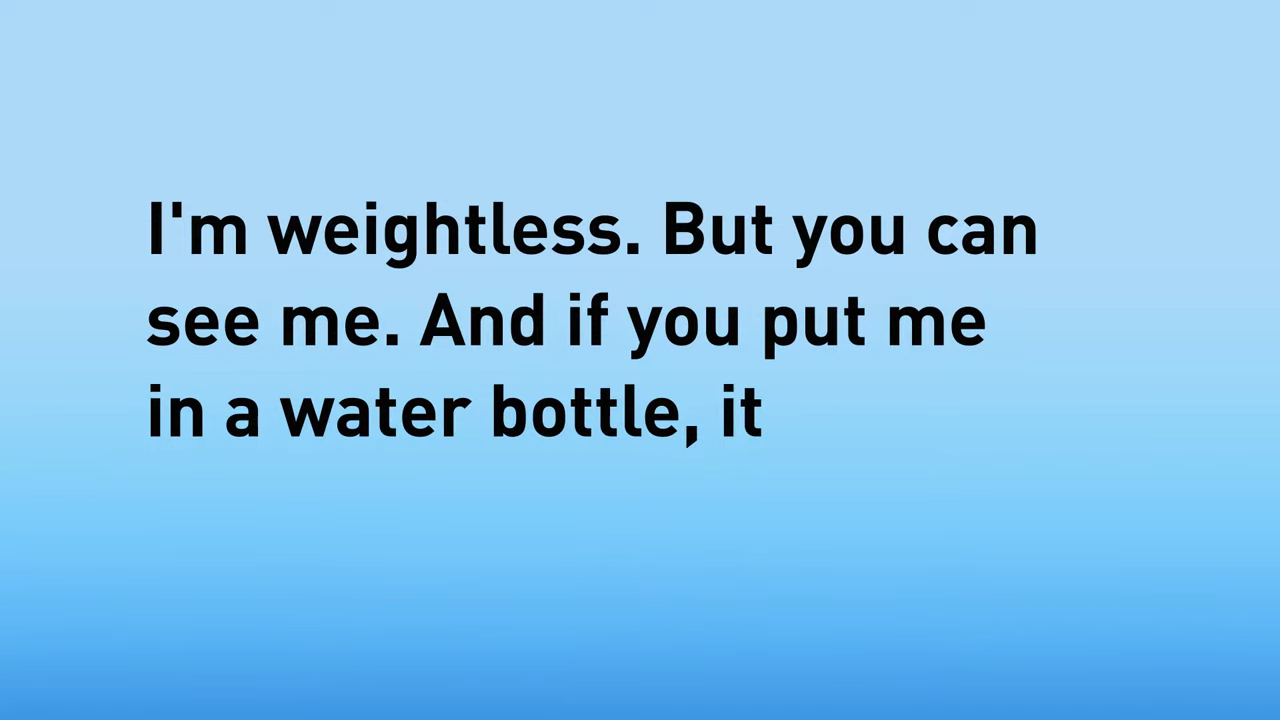 I'm weightless. But you can
see me. And if you put me
in a water bottle, it